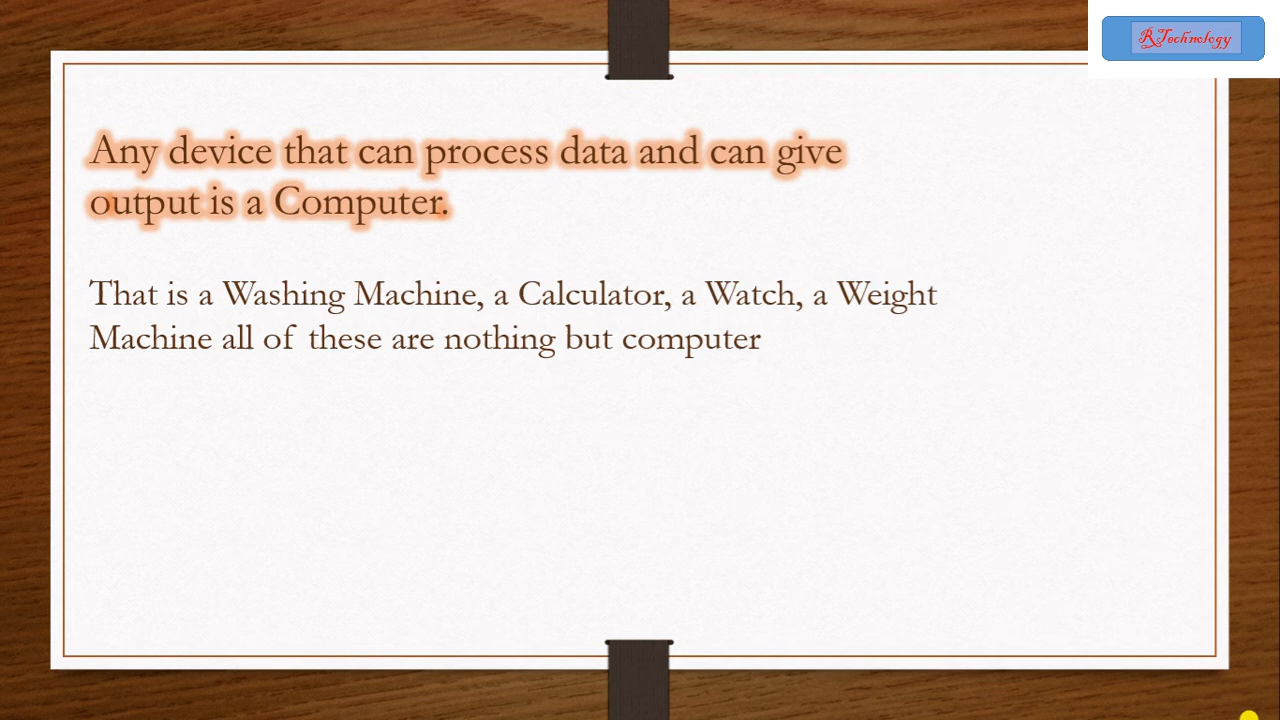 RTechnology
Any device that can process data and can give
output is a Computer.
That is a Washing Machine, a Calculator, a Watch, a Weight
Machine all of these are nothing but computer